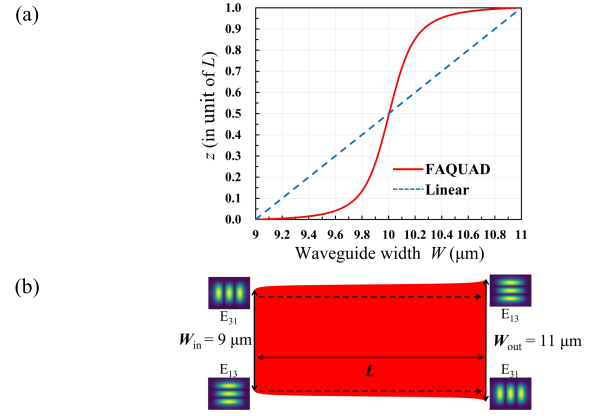 (a)
z (in unit of L)
1.0
0.9
0.8
0.7
0.6
0.5
0.4
0.3
0.2
0.1
0.0
FAQUAD
Linear
9 9.2 9.4 9.6 9.8 10 10.2 10.4 10.6 10.8 11
Waveguide width W (μm)
(b)
E31
E13
Win = 9 μm
Wout = 11 μm
L
E13
E31